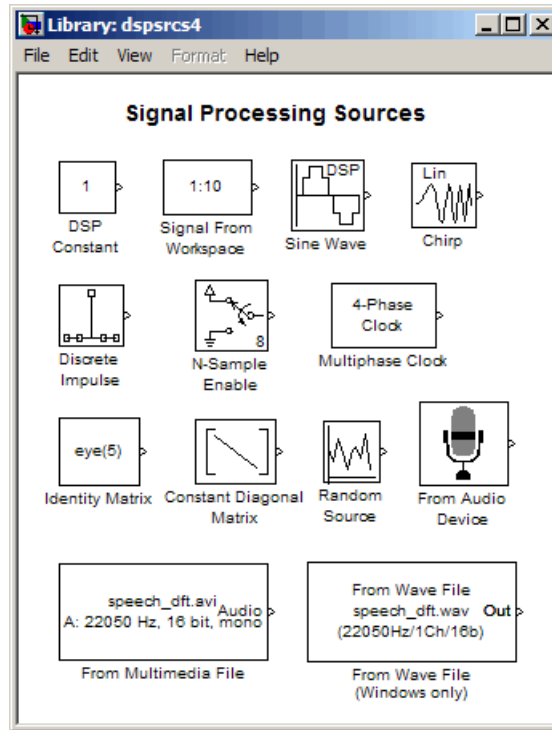 Library: dspsrcs4
File Edit View Format Help
Signal Processing Sources
1
DSP
Constant
1:10
Signal From
Workspace
DSP
Sine Wave
Lin
Chirp
Discrete
Impulse
8
N-Sample
Enable
4-Phase
Clock
Multiphase Clock
eye(5)
Identity Matrix
Constant Diagonal
Matrix
Random
Source
From Audio
Device
speech_dft.avi
Audio
A: 22050 Hz, 16 bit, mono
From Multimedia File
From Wave File
speech_dft.wav
Out
(22050Hz/1Ch/16b)
From Wave File
(Windows only)